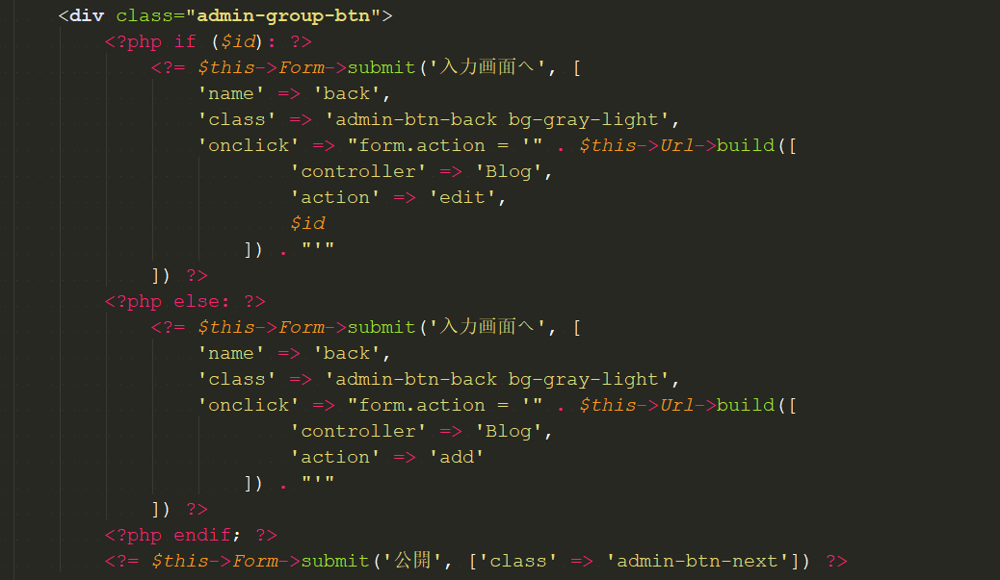 <div class="admin-group-btn">
<?php if ($id): ?>
<?= $this->Form->submit('入力画面へ', [
'name' => 'back',
'class' => 'admin-btn-back bg-gray-light',
'onclick' => "form.action = '" . $this->Url->build([
'controller' => 'Blog',
'action' => 'edit',
$id
]) . "'"
]) ?>
<?php else: ?>
<?= $this->Form->submit('入力画面へ', [
'name' => 'back',
'class' => 'admin-btn-back bg-gray-light',
'onclick' => "form.action = '" . $this->Url->build([
'controller' => 'Blog',
'action' => 'add'
]) . "'"
]) ?>
<?php endif; ?>
<?= $this->Form->submit('公開', ['class' => 'admin-btn-next']) ?>